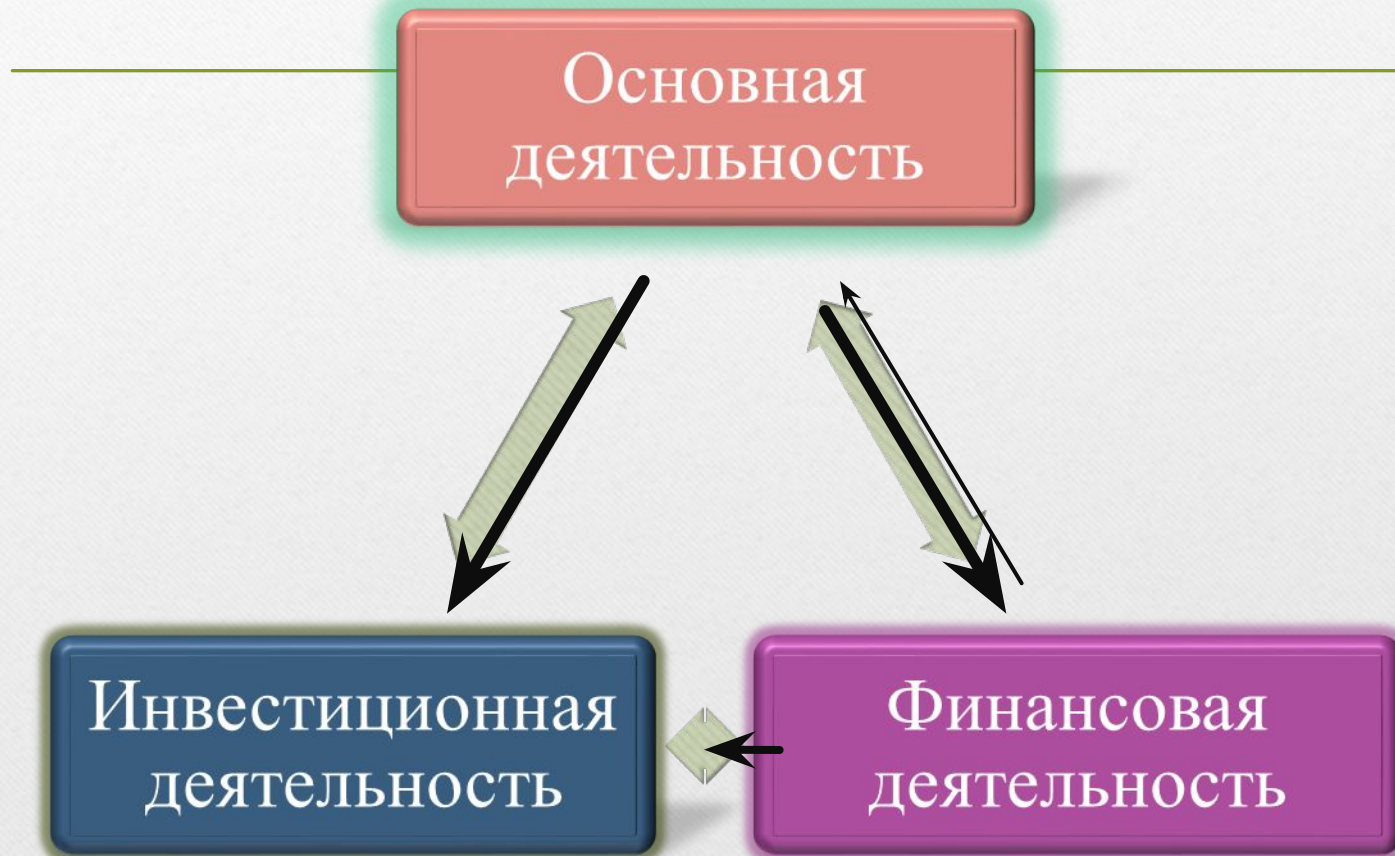 Основная
деятельность
Инвестиционная
деятельность
Финансовая
деятельность